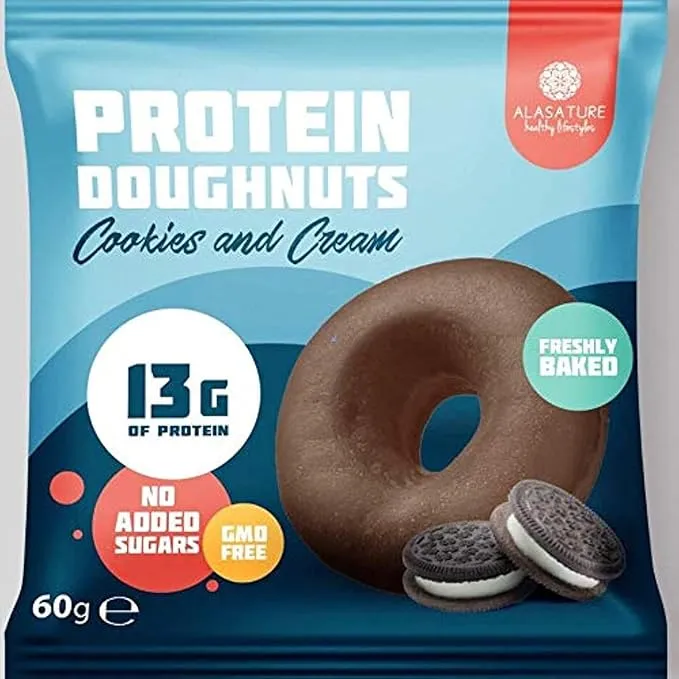 ALASATURE
healthy lifestyles
PROTEIN
DOUGHNUTS
Cookies and Cream
FRESHLY
BAKED
13G
OF PROTEIN
NO
ADDED
SUGARS
GMO
FREE
60g ℮